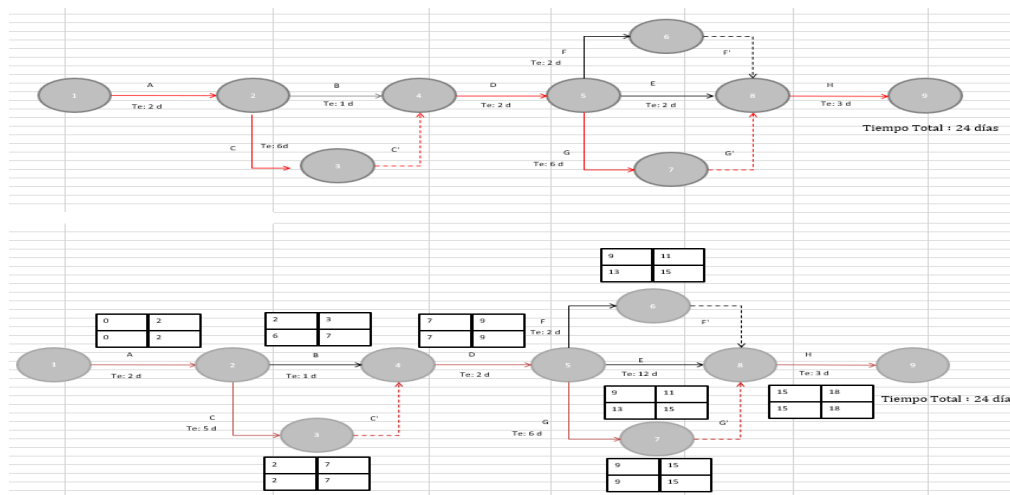 6
F
Te: 2 d
F'
1
A
Te: 2 d
2
B
Te: 1 d
4
D
Te: 2 d
5
E
Te: 2 d
8
H
Te: 3 d
9
Tiempo Total : 24 días
C
Te: 6d
3
C'
G
Te: 6 d
7
G'
9 11
13 15
6
F
Te: 2 d
F'
0 2
0 2
2 3
6 7
7 9
7 9
1
A
Te: 2 d
2
B
Te: 1 d
4
D
Te: 2 d
5
E
Te: 12 d
8
H
Te: 3 d
9
9 11
13 15
15 18
15 18
Tiempo Total : 24 día
C
Te: 5 d
3
C'
G
Te: 6 d
7
G'
2 7
2 7
9 15
9 15